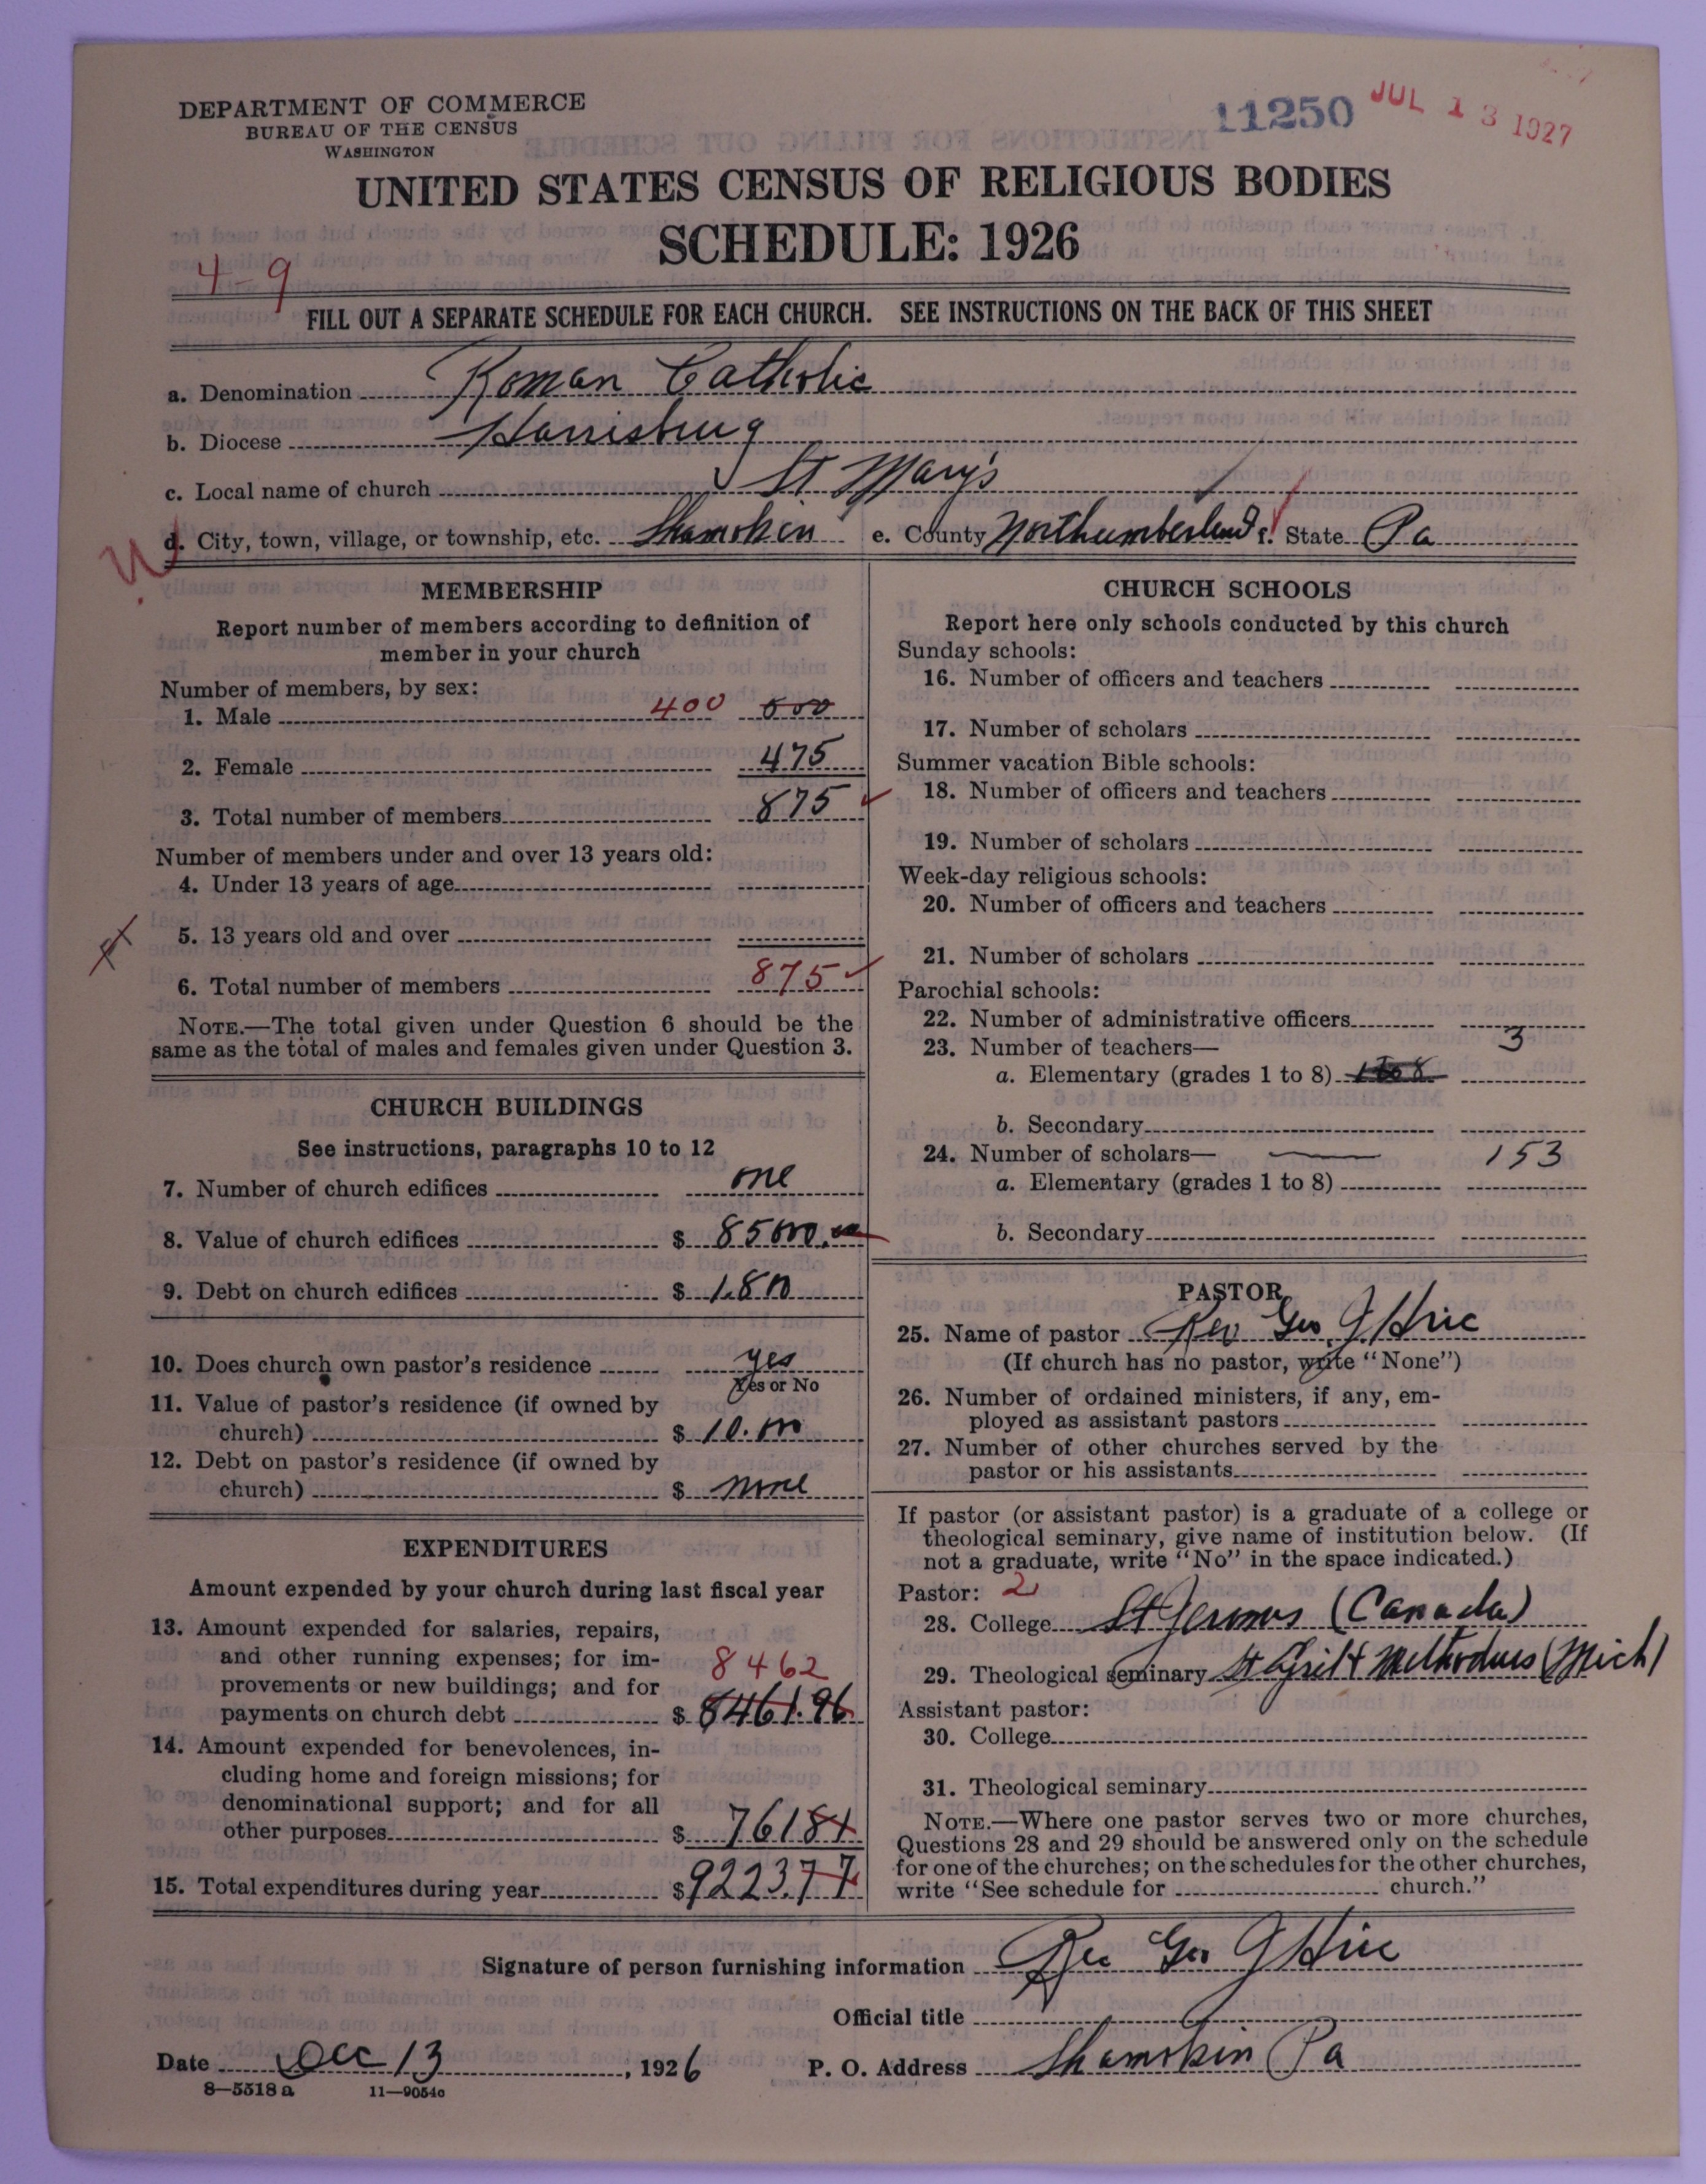 DEPARTMENT OF COMMERCE
BUREAU OF THE CENSUS
WASHINGTON
11250
JUL 13 1927
UNITED STATES CENSUS OF RELIGIOUS BODIES
SCHEDULE: 1926
4-9
FILL OUT A SEPARATE SCHEDULE FOR EACH CHURCH. SEE INSTRUCTIONS ON THE BACK OF THIS SHEET
a. Denomination Roman Catholic
b. Diocese Harrisburg
c. Local name of church St Mary's
d. City, town, village, or township, etc. Shamokin e. County Northumberland f. State Pa
MEMBERSHIP
Report number of members according to definition of
member in your church
Number of members, by sex:
1. Male 400
2. Female 475
3. Total number of members 875
Number of members under and over 13 years old:
4. Under 13 years of age
5. 13 years old and over
6. Total number of members 875
NOTE.—The total given under Question 6 should be the
same as the total of males and females given under Question 3.
CHURCH BUILDINGS
See instructions, paragraphs 10 to 12
7. Number of church edifices one
8. Value of church edifices $ 85000.00
9. Debt on church edifices $ 1.800
10. Does church own pastor's residence yes
Yes or No
11. Value of pastor's residence (if owned by
church) $ 10.000
12. Debt on pastor's residence (if owned by
church) $ none
EXPENDITURES
Amount expended by your church during last fiscal year
13. Amount expended for salaries, repairs,
and other running expenses; for im-
provements or new buildings; and for 8462
payments on church debt $ 8461.96
14. Amount expended for benevolences, in-
cluding home and foreign missions; for
denominational support; and for all
other purposes $ 761 81
15. Total expenditures during year $ 9223.77
CHURCH SCHOOLS
Report here only schools conducted by this church
Sunday schools:
16. Number of officers and teachers
17. Number of scholars
Summer vacation Bible schools:
18. Number of officers and teachers
19. Number of scholars
Week-day religious schools:
20. Number of officers and teachers
21. Number of scholars
Parochial schools:
22. Number of administrative officers
23. Number of teachers— 3
a. Elementary (grades 1 to 8) 1 to 8
b. Secondary
24. Number of scholars— 153
a. Elementary (grades 1 to 8)
b. Secondary
PASTOR
25. Name of pastor Rev Geo. J Hric
(If church has no pastor, write "None")
26. Number of ordained ministers, if any, em-
ployed as assistant pastors
27. Number of other churches served by the
pastor or his assistants
If pastor (or assistant pastor) is a graduate of a college or
theological seminary, give name of institution below. (If
not a graduate, write "No" in the space indicated.)
Pastor: 2
28. College St Jeromes (Canada)
29. Theological seminary St Cyril & Methodius (Mich)
Assistant pastor:
30. College
31. Theological seminary
NOTE.—Where one pastor serves two or more churches,
Questions 28 and 29 should be answered only on the schedule
for one of the churches; on the schedules for the other churches,
write "See schedule for church."
Signature of person furnishing information Rev Geo J Hric
Official title
Date Dec 13, 1926 P. O. Address Shamokin Pa
8—5518 a 11—9054c